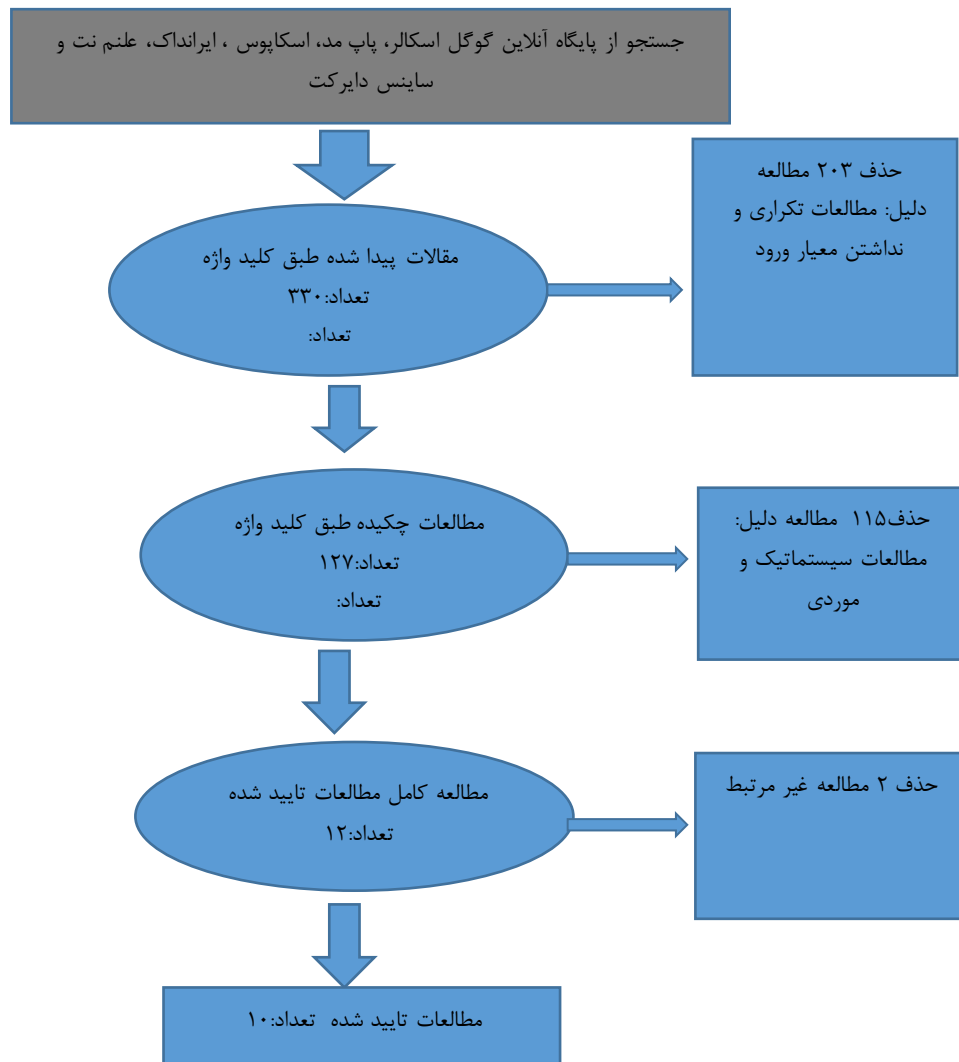 جستجو از پایگاه آنلاین گوگل اسکالر، پاپ مد، اسکاپوس ، ایرانداک، علنم نت و
ساینس دایرکت
حذف ۲۰۳ مطالعه
دلیل: مطالعات تکراری و
نداشتن معیار ورود
مقالات پیدا شده طبق کلید واژه
تعداد:۳۳۰
تعداد:
مطالعات چکیده طبق کلید واژه
تعداد:۱۲۷
تعداد:
حذف۱۱۵ مطالعه دلیل:
مطالعات سیستماتیک و
موردی
مطالعه کامل مطالعات تایید شده
تعداد:۱۲
حذف ۲ مطالعه غیر مرتبط
مطالعات تایید شده تعداد:۱۰